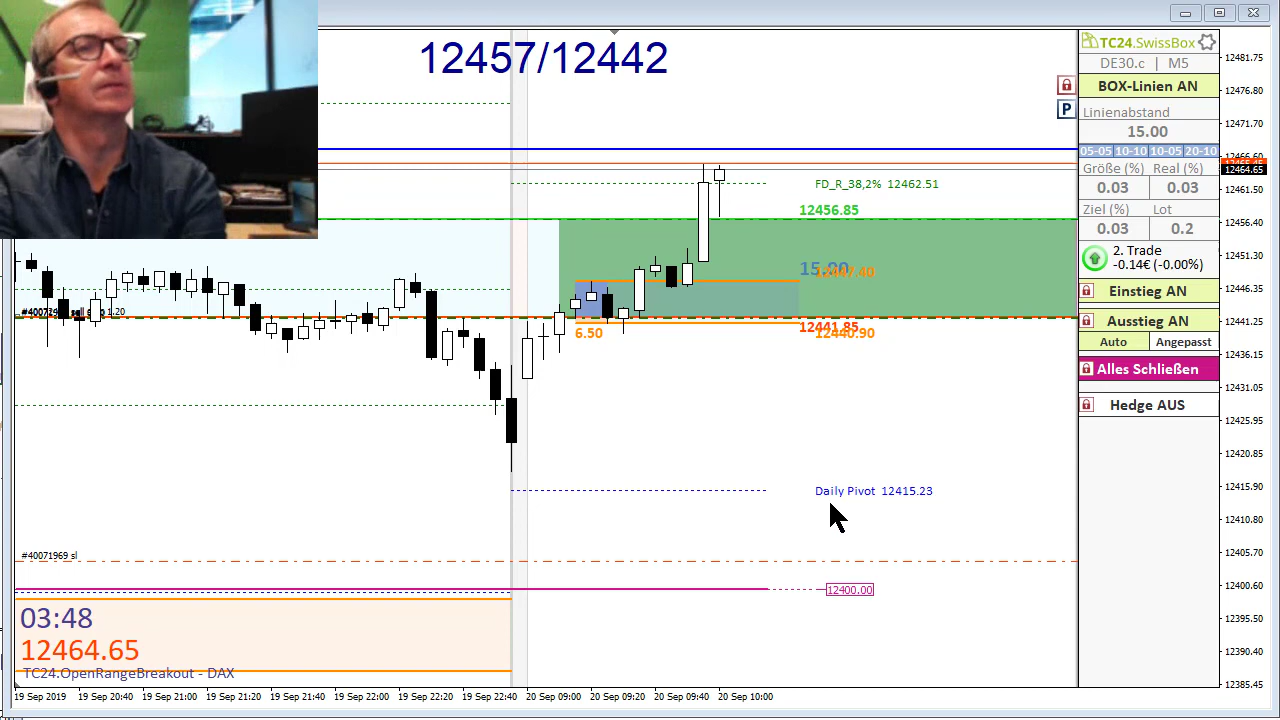 12457/12442
FD_R_38,2% 12462.51
12456.85
12447.40
12441.85
12440.90
6.50
Daily Pivot 12415.23
#40071969 sl
12400.00
03:48
12464.65
TC24.OpenRangeBreakout - DAX
TC24.SwissBox
DE30.c | M5
BOX-Linien AN
Linienabstand
15.00
05-05 10-10 10-05 20-10
Größe (%) Real (%)
0.03 0.03
Ziel (%) Lot
0.03 0.2
2. Trade
-0.14€ (-0.00%)
Einstieg AN
Ausstieg AN
Auto Angepasst
Alles Schließen
Hedge AUS
P
12481.75
12476.80
12471.70
12464.65
12461.50
12456.40
12451.30
12446.35
12441.25
12436.15
12431.05
12425.95
12420.85
12415.90
12410.80
12405.70
12400.60
12395.50
12390.40
12385.45
19 Sep 2019 19 Sep 20:40 19 Sep 21:00 19 Sep 21:20 19 Sep 21:40 19 Sep 22:00 19 Sep 22:20 19 Sep 22:40 20 Sep 09:00 20 Sep 09:20 20 Sep 09:40 20 Sep 10:00